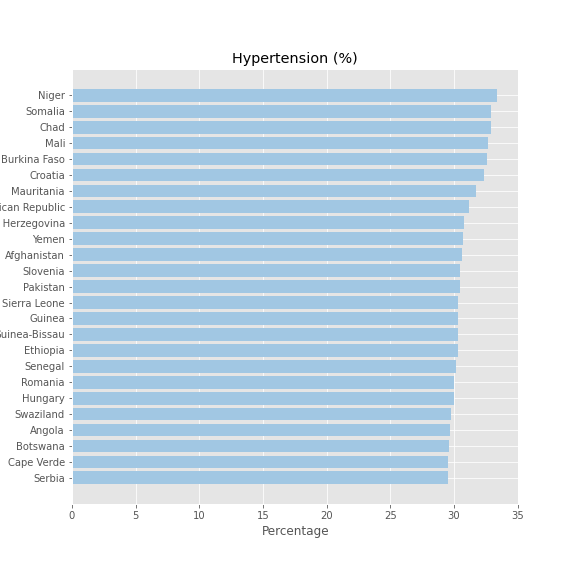 Hypertension (%)
Niger
Somalia
Chad
Mali
Burkina Faso
Croatia
Mauritania
ican Republic
Herzegovina
Yemen
Afghanistan
Slovenia
Pakistan
Sierra Leone
Guinea
Guinea-Bissau
Ethiopia
Senegal
Romania
Hungary
Swaziland
Angola
Botswana
Cape Verde
Serbia
0 5 10 15 20 25 30 35
Percentage